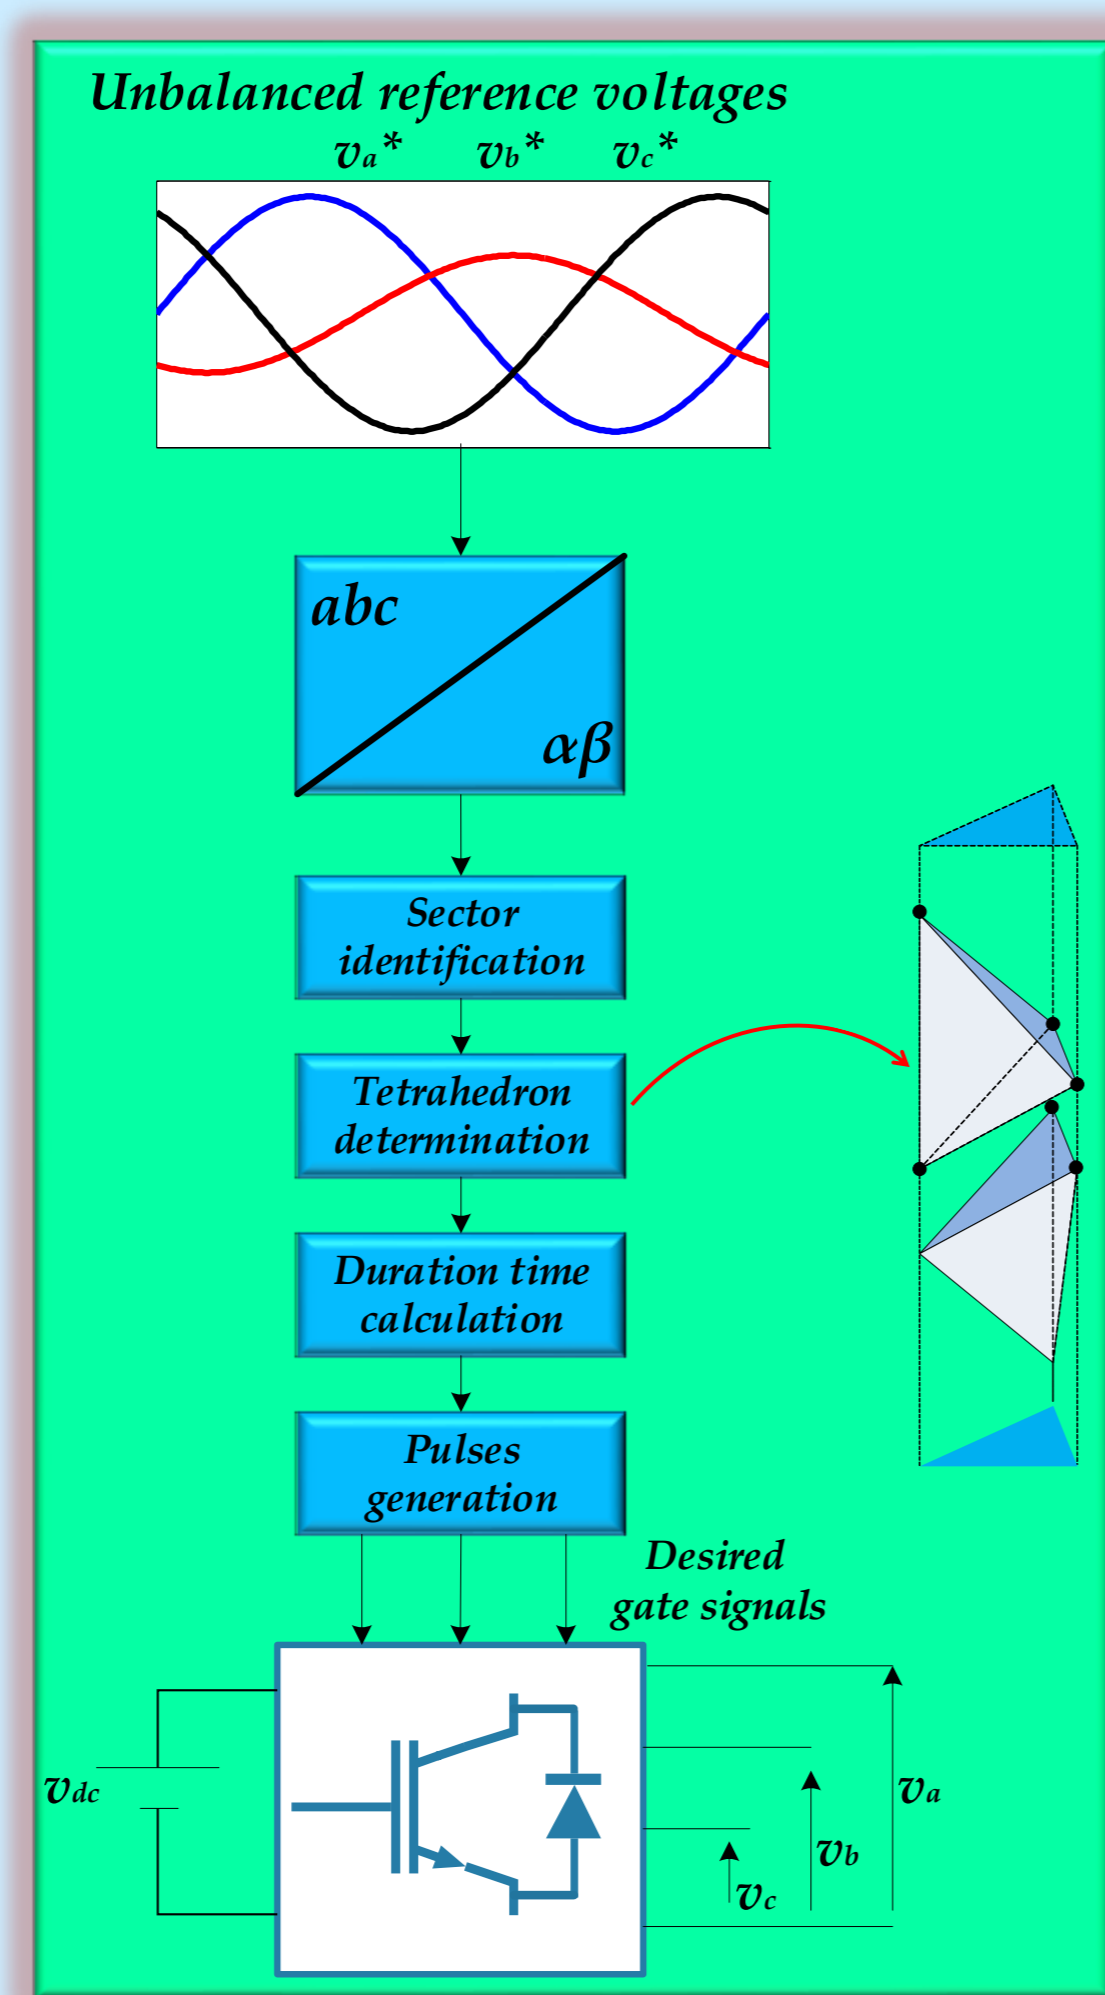 Unbalanced reference voltages
va* vb* vc*
abc
αβ
Sector
identification
Tetrahedron
determination
Duration time
calculation
Pulses
generation
Desired
gate signals
vdc
va
vb
vc